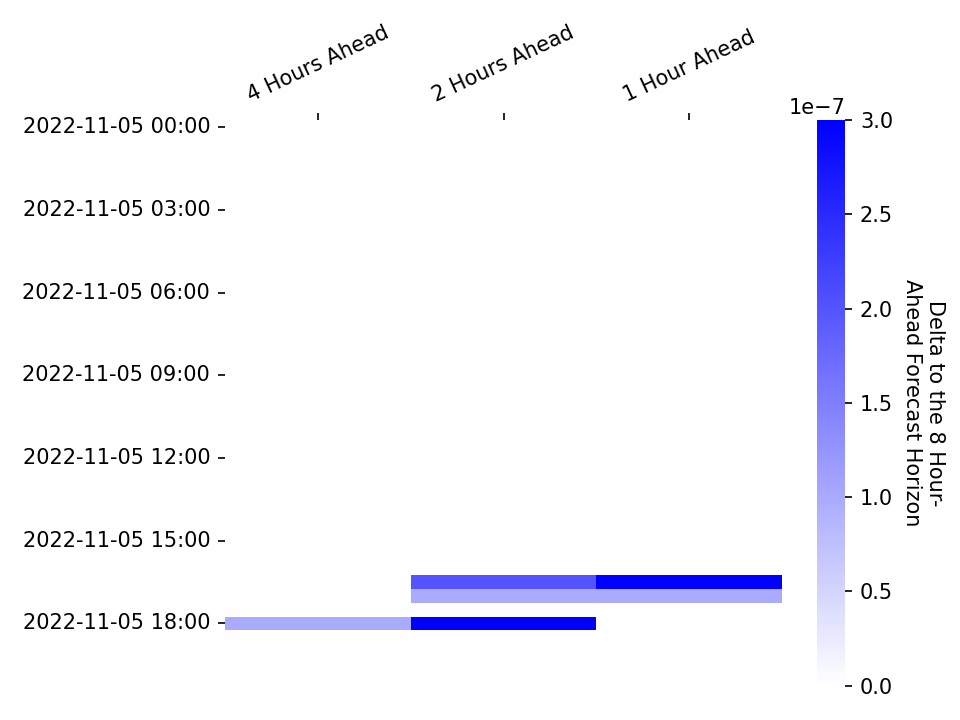 4 Hours Ahead
2 Hours Ahead
1 Hour Ahead
1e−7
2022-11-05 00:00
2022-11-05 03:00
2022-11-05 06:00
2022-11-05 09:00
2022-11-05 12:00
2022-11-05 15:00
2022-11-05 18:00
3.0
2.5
2.0
1.5
1.0
0.5
0.0
Delta to the 8 Hour-
Ahead Forecast Horizon